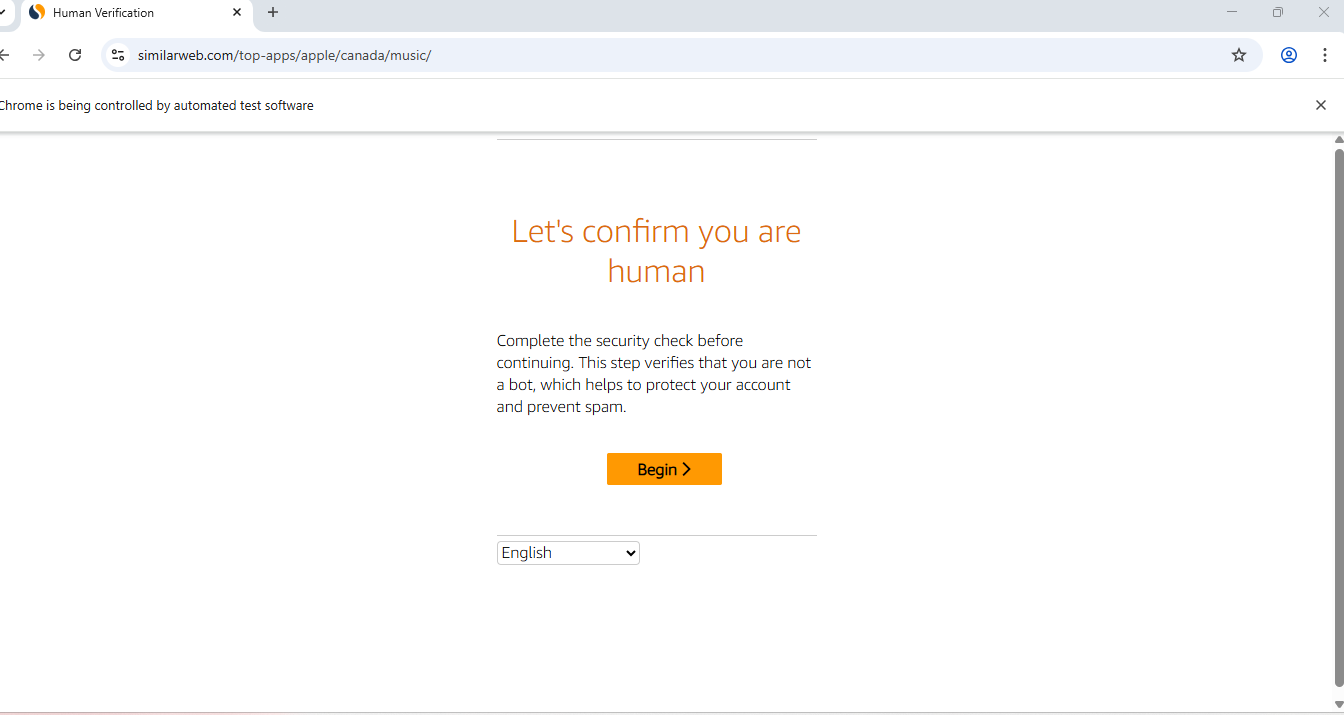 Human Verification
similarweb.com/top-apps/apple/canada/music/
Chrome is being controlled by automated test software
Let's confirm you are
human
Complete the security check before
continuing. This step verifies that you are not
a bot, which helps to protect your account
and prevent spam.
Begin
English